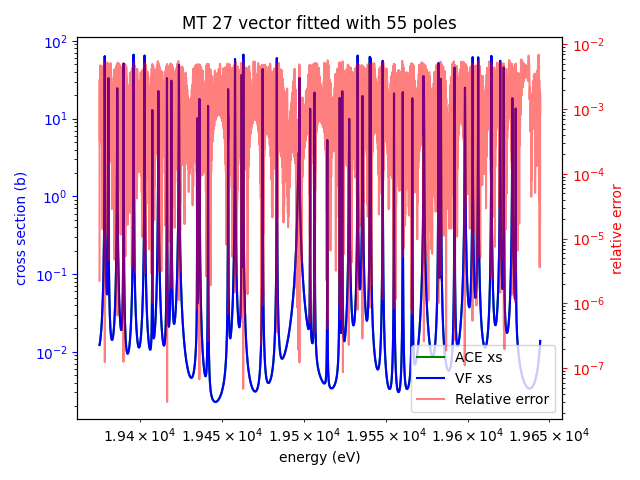 MT 27 vector fitted with 55 poles
10²
10¹
10⁰
10⁻¹
10⁻²
cross section (b)
10⁻²
10⁻³
10⁻⁴
10⁻⁵
10⁻⁶
10⁻⁷
relative error
ACE xs
VF xs
Relative error
1.94 × 10⁴ 1.945 × 10⁴ 1.95 × 10⁴ 1.955 × 10⁴ 1.96 × 10⁴ 1.965 × 10⁴
energy (eV)